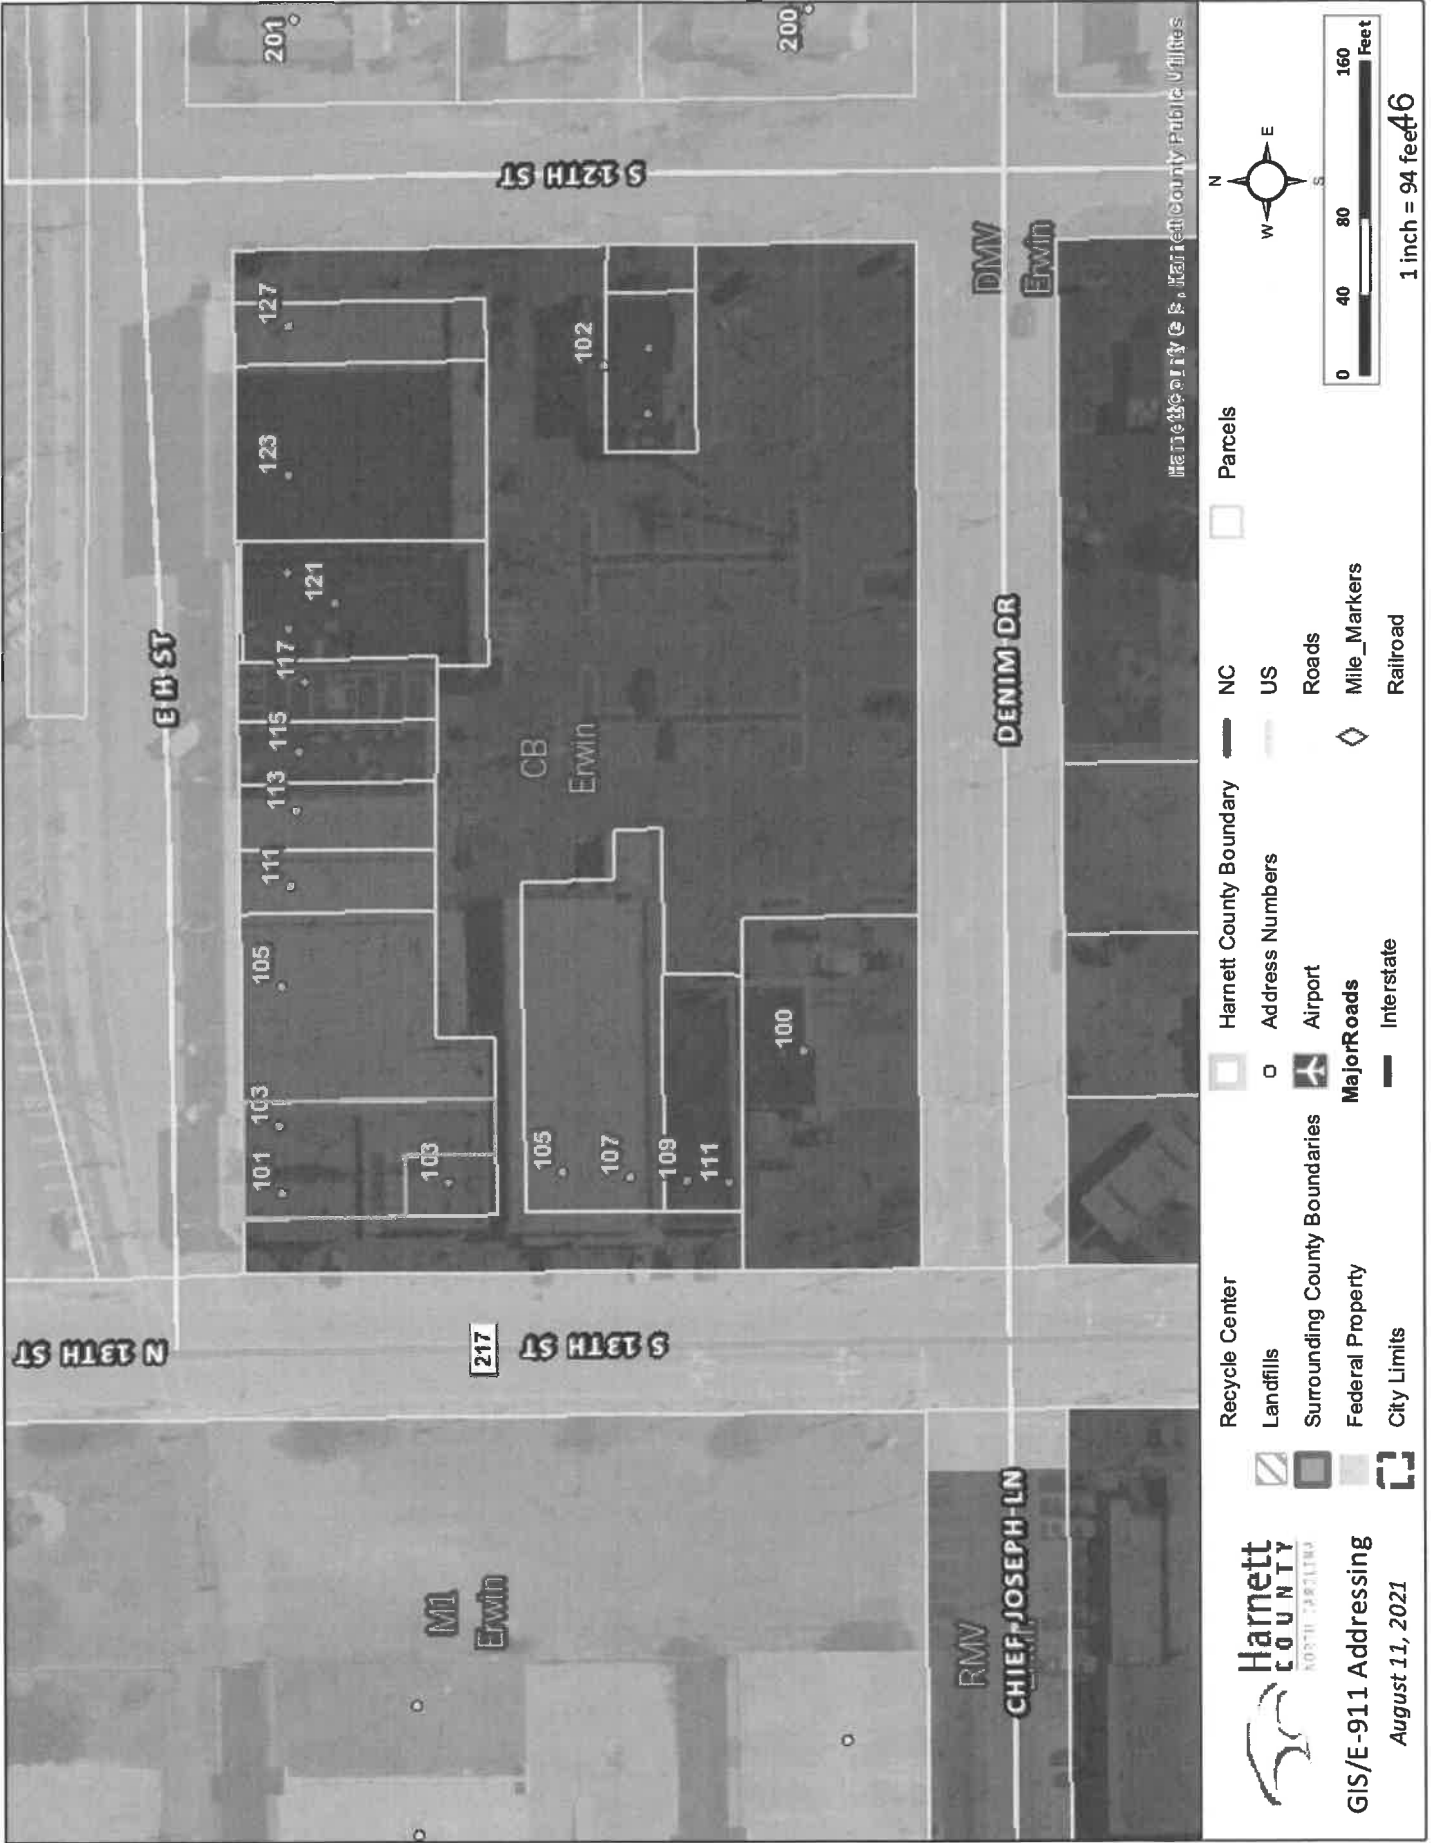 N 13TH ST
E H ST
201
101
103
105
111
113
115
117
121
123
127
103
217
S 13TH ST
S 12TH ST
M1
Erwin
CB
Erwin
102
105
107
109
111
100
200
RMV
CHIEF JOSEPH LN
DENIM DR
DMV
Erwin
Harnett County Public Utilities
Harnett
COUNTY
NORTH CAROLINA
GIS/E-911 Addressing
August 11, 2021
Recycle Center
Landfills
Surrounding County Boundaries
Federal Property
City Limits
Harnett County Boundary
Address Numbers
Airport
MajorRoads
Interstate
NC
US
Roads
Mile_Markers
Railroad
Parcels
N
W
E
S
0 40 80 160
Feet
1 inch = 94 feet
46